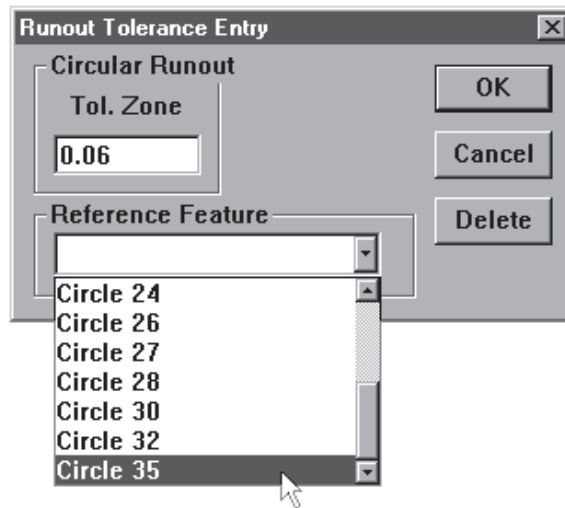 Runout Tolerance Entry
Circular Runout
Tol. Zone
0.06
OK
Cancel
Delete
Reference Feature
Circle 24
Circle 26
Circle 27
Circle 28
Circle 30
Circle 32
Circle 35